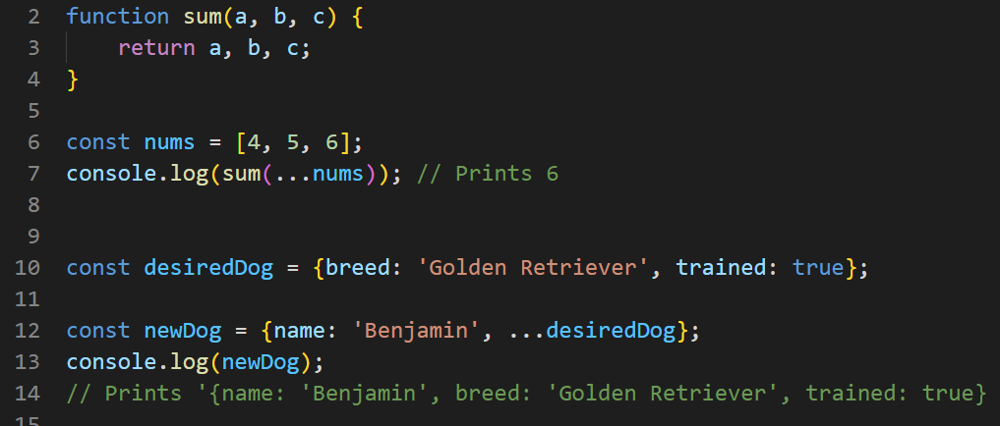 2 function sum(a, b, c) {
3     return a, b, c;
4 }
5
6 const nums = [4, 5, 6];
7 console.log(sum(...nums)); // Prints 6
8
9
10 const desiredDog = {breed: 'Golden Retriever', trained: true};
11
12 const newDog = {name: 'Benjamin', ...desiredDog};
13 console.log(newDog);
14 // Prints '{name: 'Benjamin', breed: 'Golden Retriever', trained: true}
15